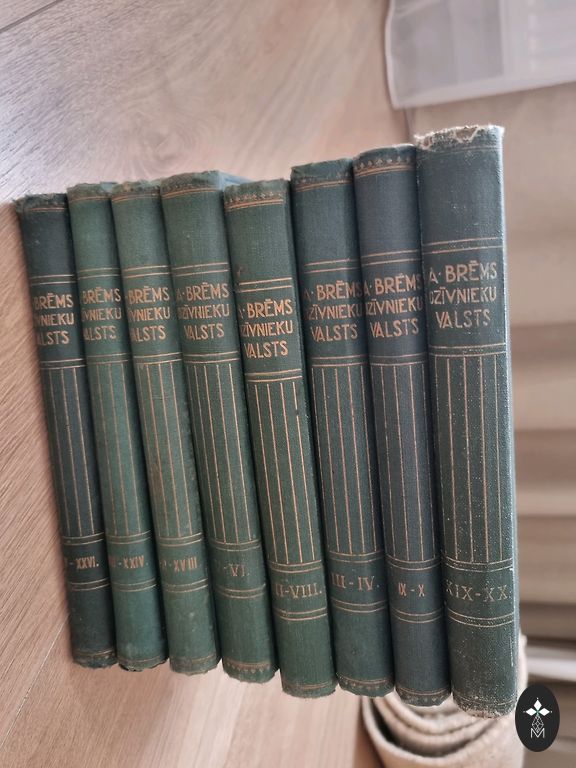 BRĒMS
DZĪVNIEKU
VALSTS
-XXVI.
BRĒMS
DZĪVNIEKU
VALSTS
-XXIV.
BRĒMS
DZĪVNIEKU
VALSTS
-XVIII.
A. BRĒMS
DZĪVNIEKU
VALSTS
-VI.
A. BRĒMS
DZĪVNIEKU
VALSTS
II-VIII.
A. BRĒMS
DZĪVNIEKU
VALSTS
III-IV.
A. BRĒMS
DZĪVNIEKU
VALSTS
IX-X
A. BRĒMS
DZĪVNIEKU
VALSTS
XIX-XX.
M